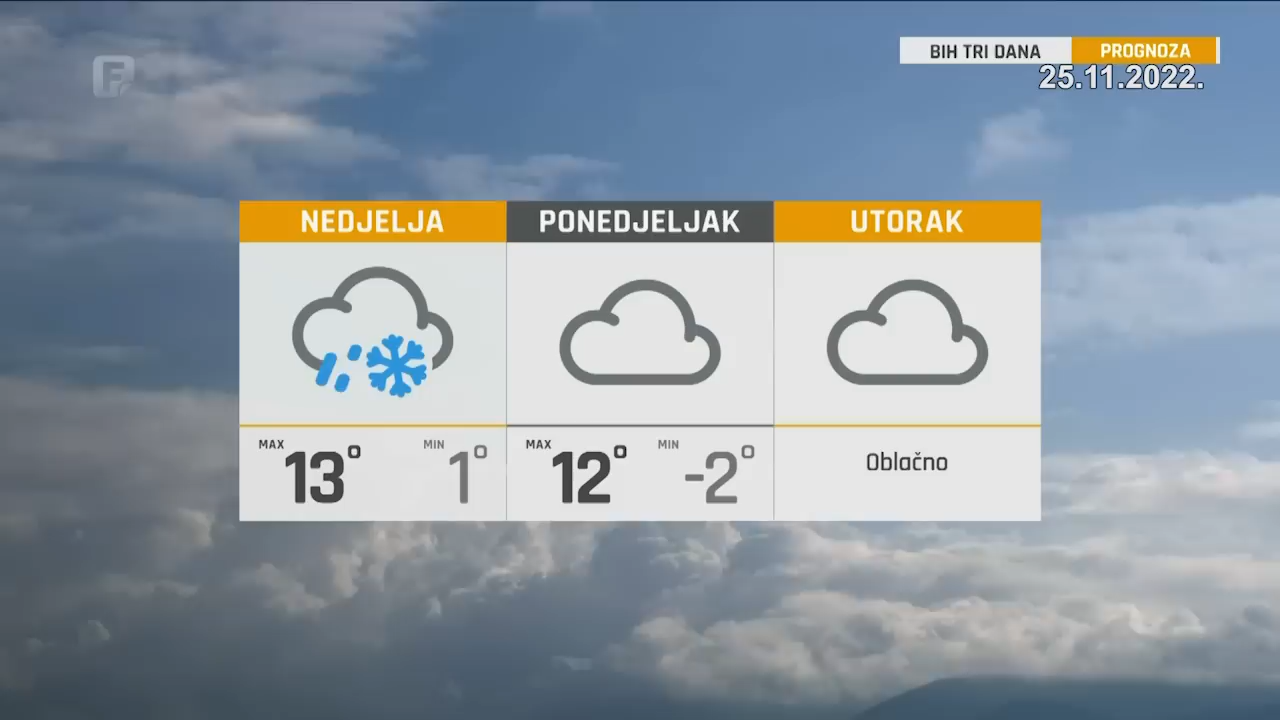 F
BIH TRI DANA PROGNOZA
25.11.2022.
NEDJELJA PONEDJELJAK UTORAK
MAX 13° MIN 1° MAX 12° MIN -2° Oblačno